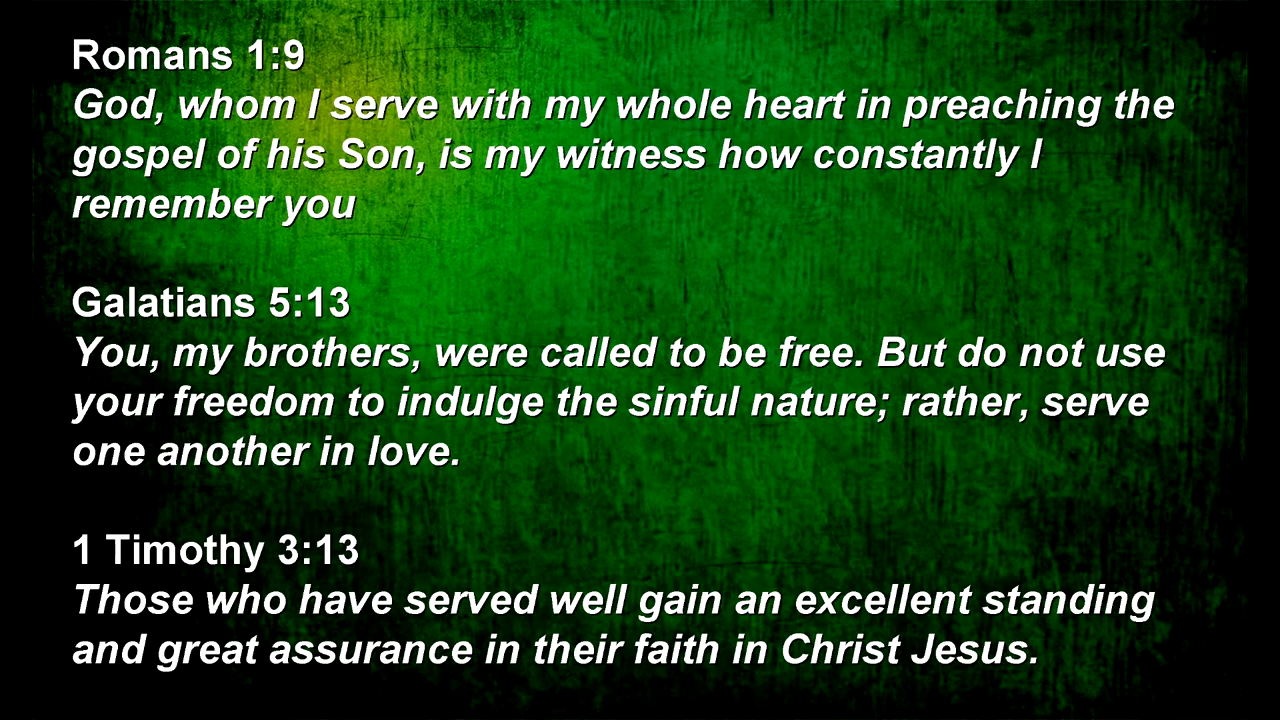 Romans 1:9
God, whom I serve with my whole heart in preaching the
gospel of his Son, is my witness how constantly I
remember you
Galatians 5:13
You, my brothers, were called to be free. But do not use
your freedom to indulge the sinful nature; rather, serve
one another in love.
1 Timothy 3:13
Those who have served well gain an excellent standing
and great assurance in their faith in Christ Jesus.